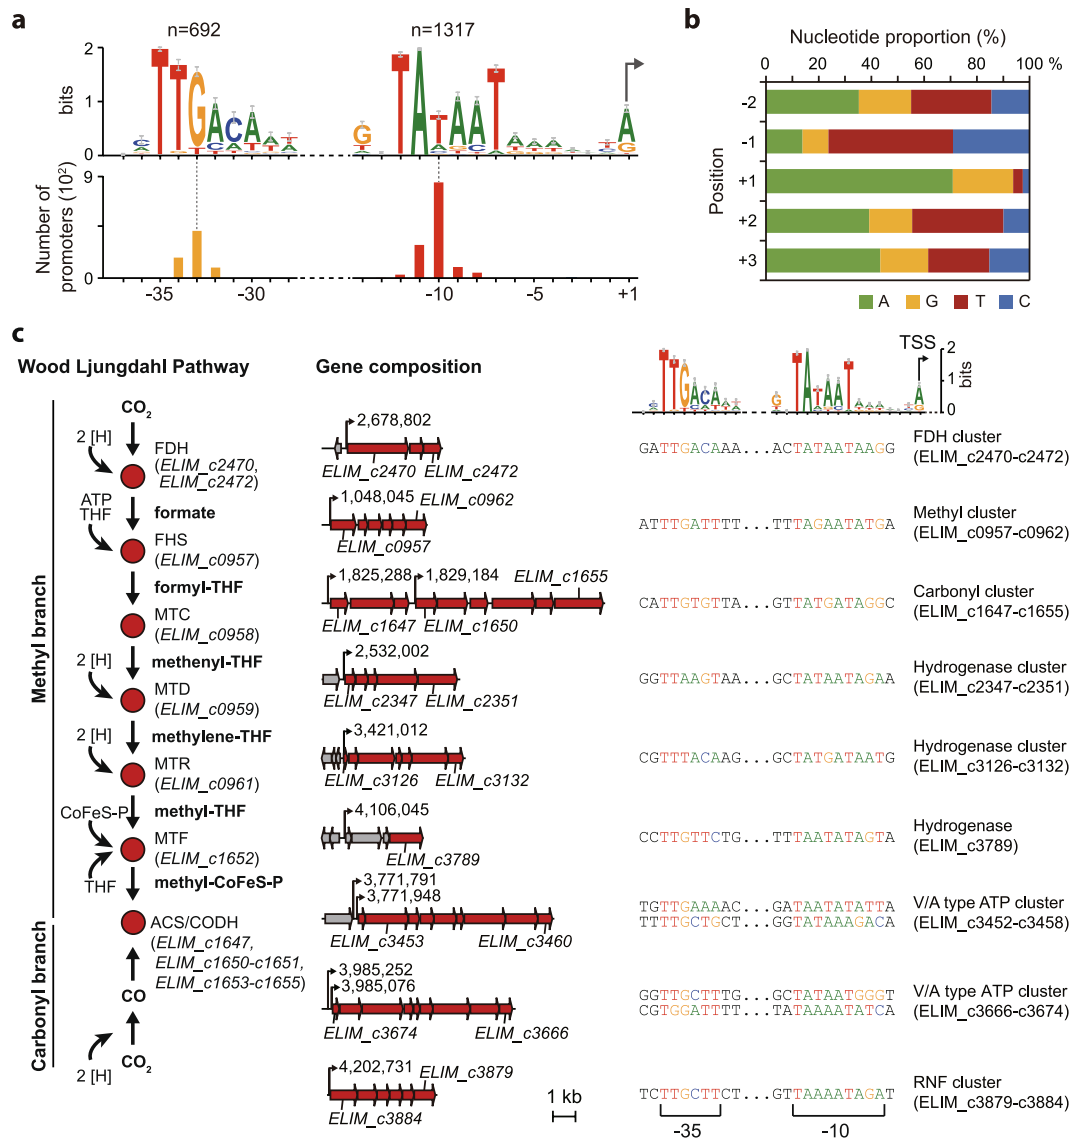 a
n=692
n=1317
2
1
0
bits
TTGACA
TATAAT
A
9
0
Number of promoters (10²)
-35
-30
-10
-5
+1
b
Nucleotide proportion (%)
0 20 40 60 80 100 %
Position
-2
-1
+1
+2
+3
A G T C
c
Wood Ljungdahl Pathway
Methyl branch
Carbonyl branch
CO₂
2 [H]
FDH
(ELIM_c2470,
ELIM_c2472)
ATP
THF
formate
FHS
(ELIM_c0957)
formyl-THF
MTC
(ELIM_c0958)
2 [H]
methenyl-THF
MTD
(ELIM_c0959)
2 [H]
methylene-THF
MTR
(ELIM_c0961)
CoFeS-P
methyl-THF
MTF
(ELIM_c1652)
THF
methyl-CoFeS-P
ACS/CODH
(ELIM_c1647,
ELIM_c1650-c1651,
ELIM_c1653-c1655)
CO
2 [H]
CO₂
Gene composition
2,678,802
ELIM_c2470 ELIM_c2472
1,048,045 ELIM_c0962
ELIM_c0957
1,825,288 1,829,184 ELIM_c1655
ELIM_c1647 ELIM_c1650
2,532,002
ELIM_c2347 ELIM_c2351
3,421,012
ELIM_c3126 ELIM_c3132
4,106,045
ELIM_c3789
3,771,791
3,771,948
ELIM_c3453 ELIM_c3460
3,985,252
3,985,076
ELIM_c3674 ELIM_c3666
4,202,731 ELIM_c3879
ELIM_c3884
1 kb
TTGACA
TATAAT
A
TSS
2
1
0
bits
GATTGACAAA...ACTATAATAAGG
FDH cluster
(ELIM_c2470-c2472)
ATTTGATTTT...TTTAGAATATGA
Methyl cluster
(ELIM_c0957-c0962)
CATTGTGTTA...GTTATGATAGGC
Carbonyl cluster
(ELIM_c1647-c1655)
GGTTAAGTAA...GCTATAATAGAA
Hydrogenase cluster
(ELIM_c2347-c2351)
CGTTTACAAG...GCTATGATAATG
Hydrogenase cluster
(ELIM_c3126-c3132)
CCTTGTTCTG...TTTAATATAGTA
Hydrogenase
(ELIM_c3789)
TGTTGAAAAC...GATAATATATTA
TTTTGCTGCT...GGTATAAAGACA
V/A type ATP cluster
(ELIM_c3452-c3458)
GGTTGCTTTG...GCTATAATGGGT
CGTGGATTTT...TATAAAATATCA
V/A type ATP cluster
(ELIM_c3666-c3674)
TCTTGCTTCT...GTTAAAATAGAT
RNF cluster
(ELIM_c3879-c3884)
-35
-10